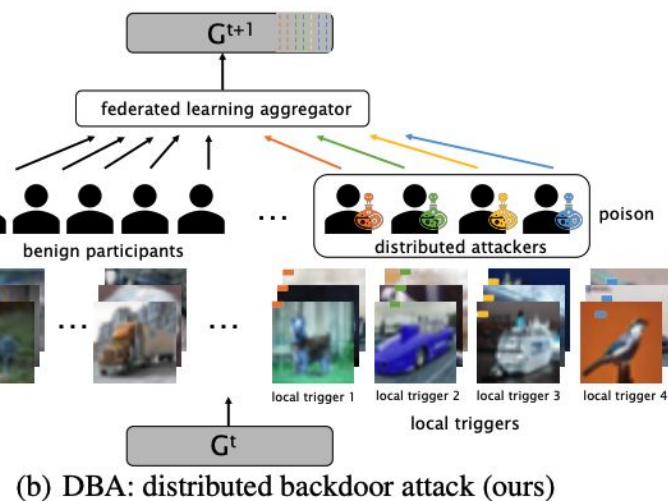 G^t+1
federated learning aggregator
...
poison
benign participants
distributed attackers
...
...
local trigger 1
local trigger 2
local trigger 3
local trigger 4
local triggers
G^t
(b) DBA: distributed backdoor attack (ours)